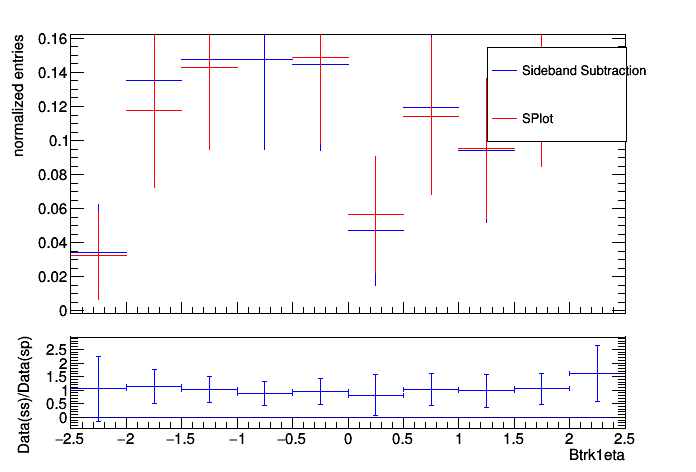 normalized entries
0.16
0.14
0.12
0.1
0.08
0.06
0.04
0.02
0
Sideband Subtraction
SPlot
Data(ss)/Data(sp)
2.5
2
1.5
1
0.5
0
−2.5 −2 −1.5 −1 −0.5 0 0.5 1 1.5 2 2.5
Btrk1eta